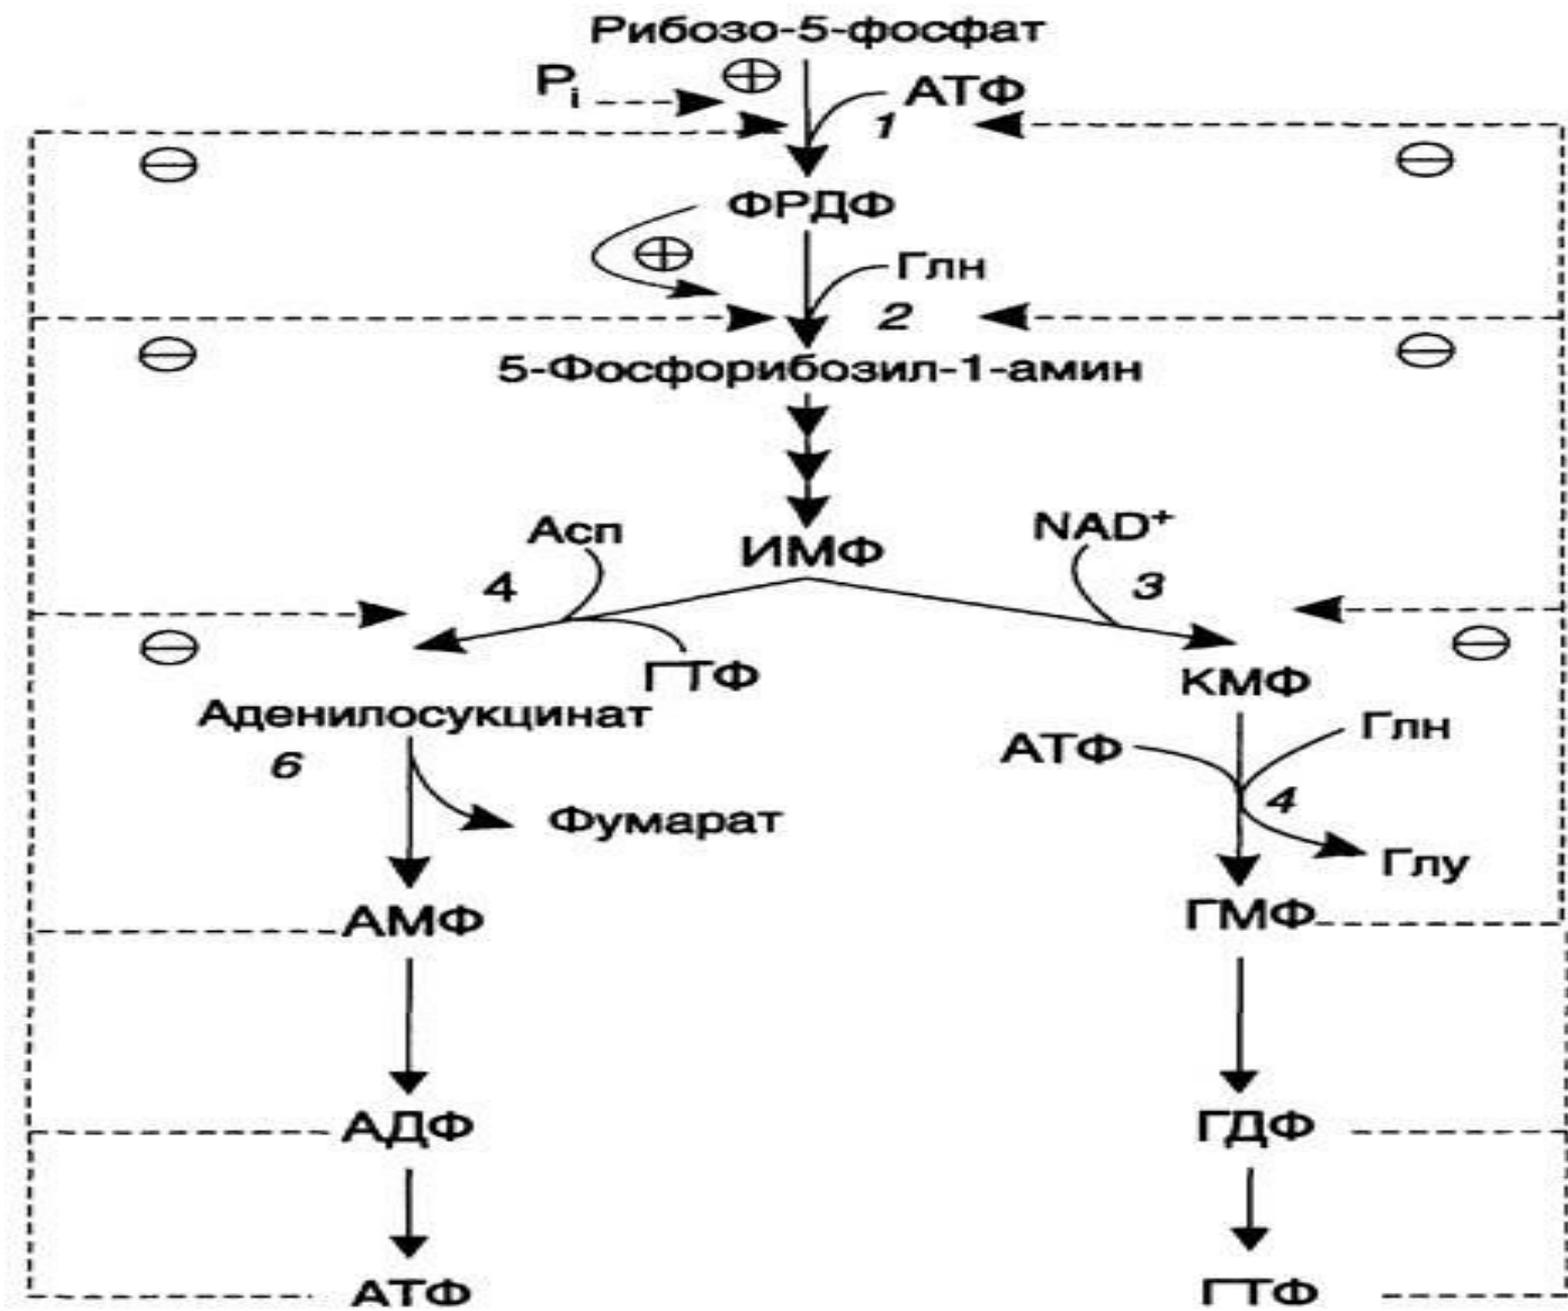 Рибозо-5-фосфат
Pi
⊕
АТФ
1
⊖
⊖
ФРДФ
⊕
Глн
2
⊖
⊖
5-Фосфорибозил-1-амин
Асп
ИМФ
NAD+
4
3
⊖
⊖
ГТФ
КМФ
Аденилосукцинат
Глн
6
АТФ
4
Фумарат
Глу
АМФ
ГМФ
АДФ
ГДФ
АТФ
ГТФ